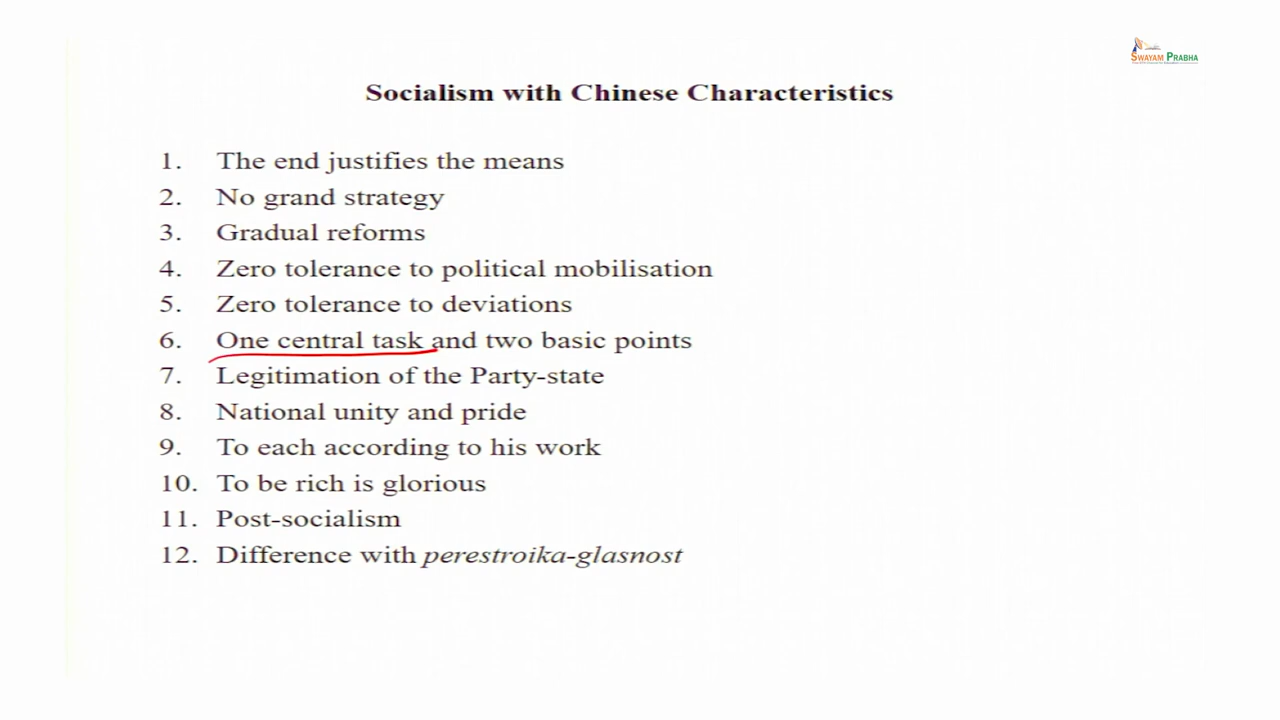 SWAYAM PRABHA
Socialism with Chinese Characteristics
1. The end justifies the means
2. No grand strategy
3. Gradual reforms
4. Zero tolerance to political mobilisation
5. Zero tolerance to deviations
6. One central task and two basic points
7. Legitimation of the Party-state
8. National unity and pride
9. To each according to his work
10. To be rich is glorious
11. Post-socialism
12. Difference with perestroika-glasnost